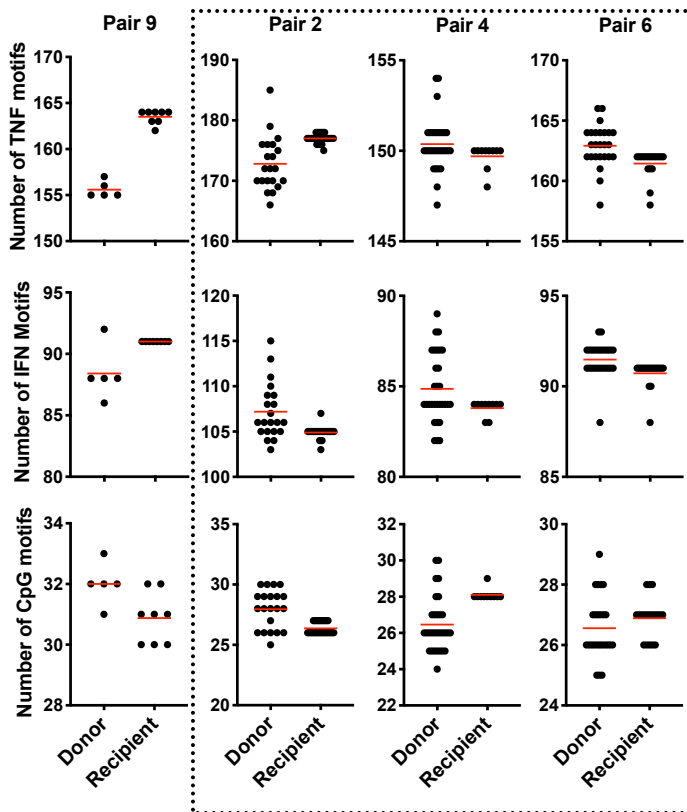 Pair 9 Pair 2 Pair 4 Pair 6
Number of TNF motifs
170 165 160 155 150
190 180 170 160
155 150 145
170 165 160 155
Number of IFN Motifs
95 90 85 80
120 115 110 105 100
90 85 80
95 90 85
Number of CpG motifs
34 32 30 28
35 30 25 20
32 30 28 26 24 22
30 28 26 24
Donor Recipient Donor Recipient Donor Recipient Donor Recipient